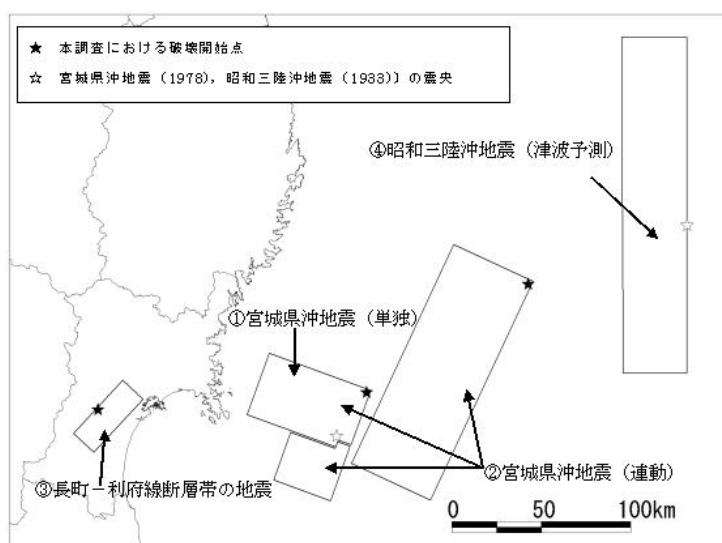 ★ 本調査における破壊開始点
☆ 宮城県沖地震（1978），昭和三陸沖地震（1933）〕の震央
④昭和三陸沖地震（津波予測）
①宮城県沖地震（単独）
②宮城県沖地震（連動）
③長町－利府線断層帯の地震
0 50 100km